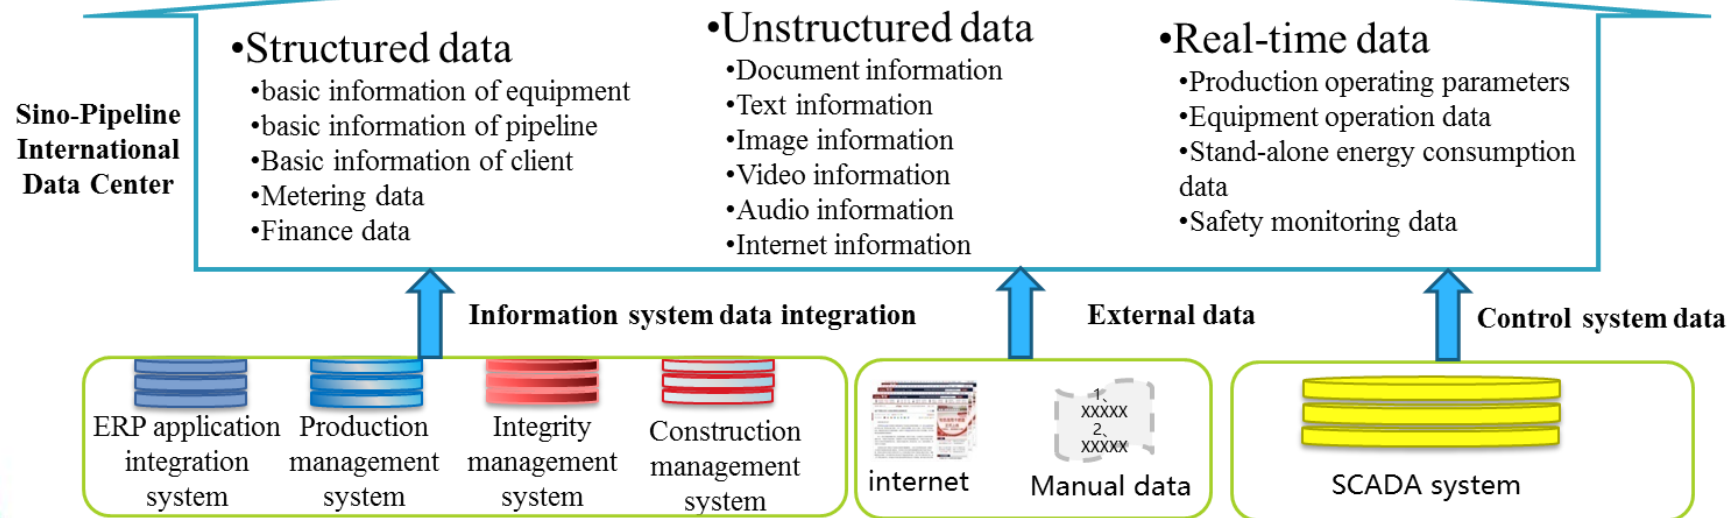 Sino-Pipeline
International
Data Center
•Structured data
•basic information of equipment
•basic information of pipeline
•Basic information of client
•Metering data
•Finance data
•Unstructured data
•Document information
•Text information
•Image information
•Video information
•Audio information
•Internet information
•Real-time data
•Production operating parameters
•Equipment operation data
•Stand-alone energy consumption
data
•Safety monitoring data
Information system data integration
External data
Control system data
ERP application
integration
system
Production
management
system
Integrity
management
system
Construction
management
system
internet
1、
XXXXX
2、
XXXXX
Manual data
SCADA system